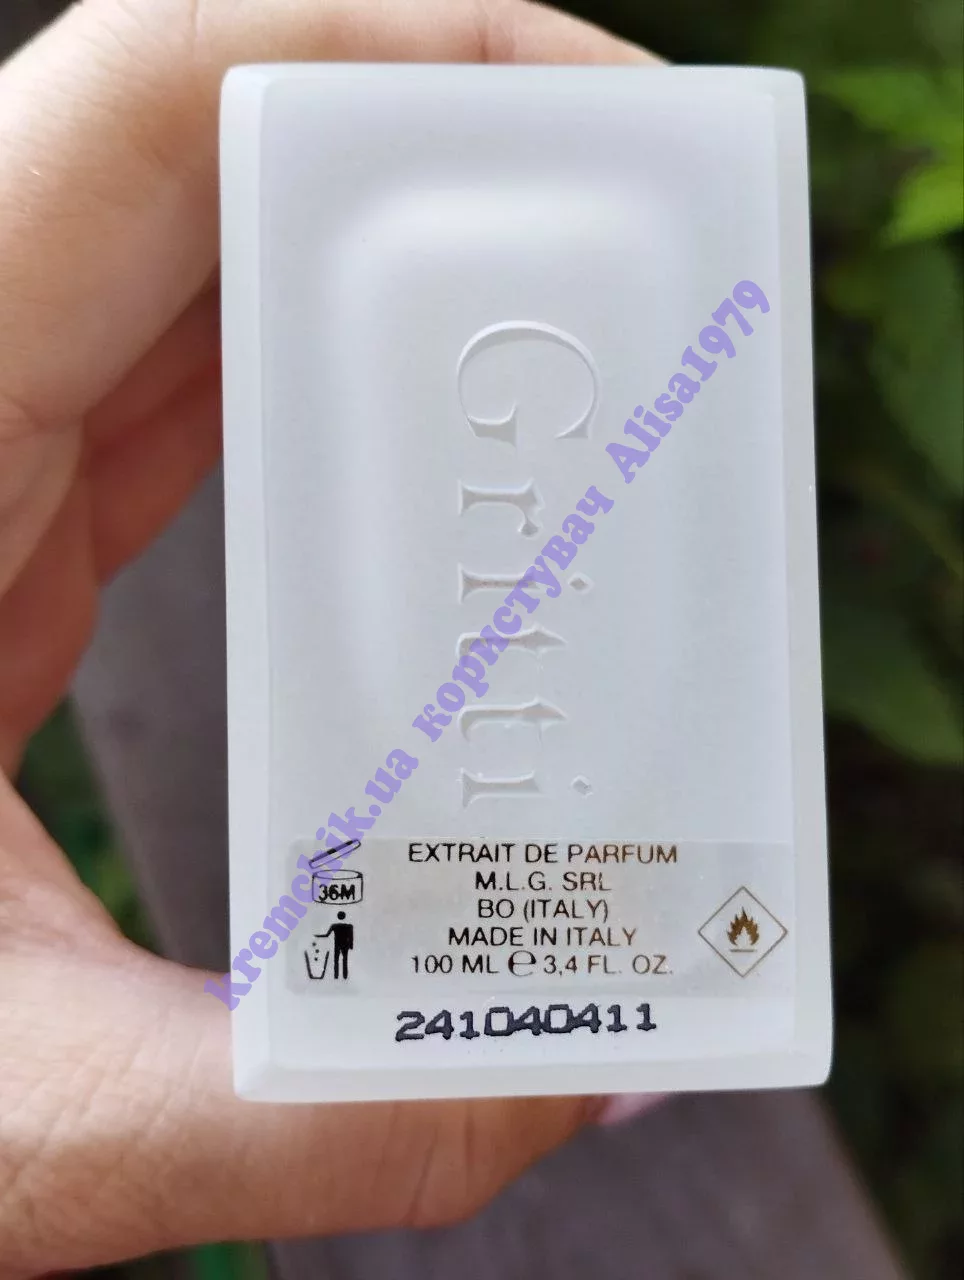 Gritti
kremchik.ua користувач Alisa1979
36M
EXTRAIT DE PARFUM
M.L.G. SRL
BO (ITALY)
MADE IN ITALY
100 ML ℮ 3,4 FL. OZ.
241040411